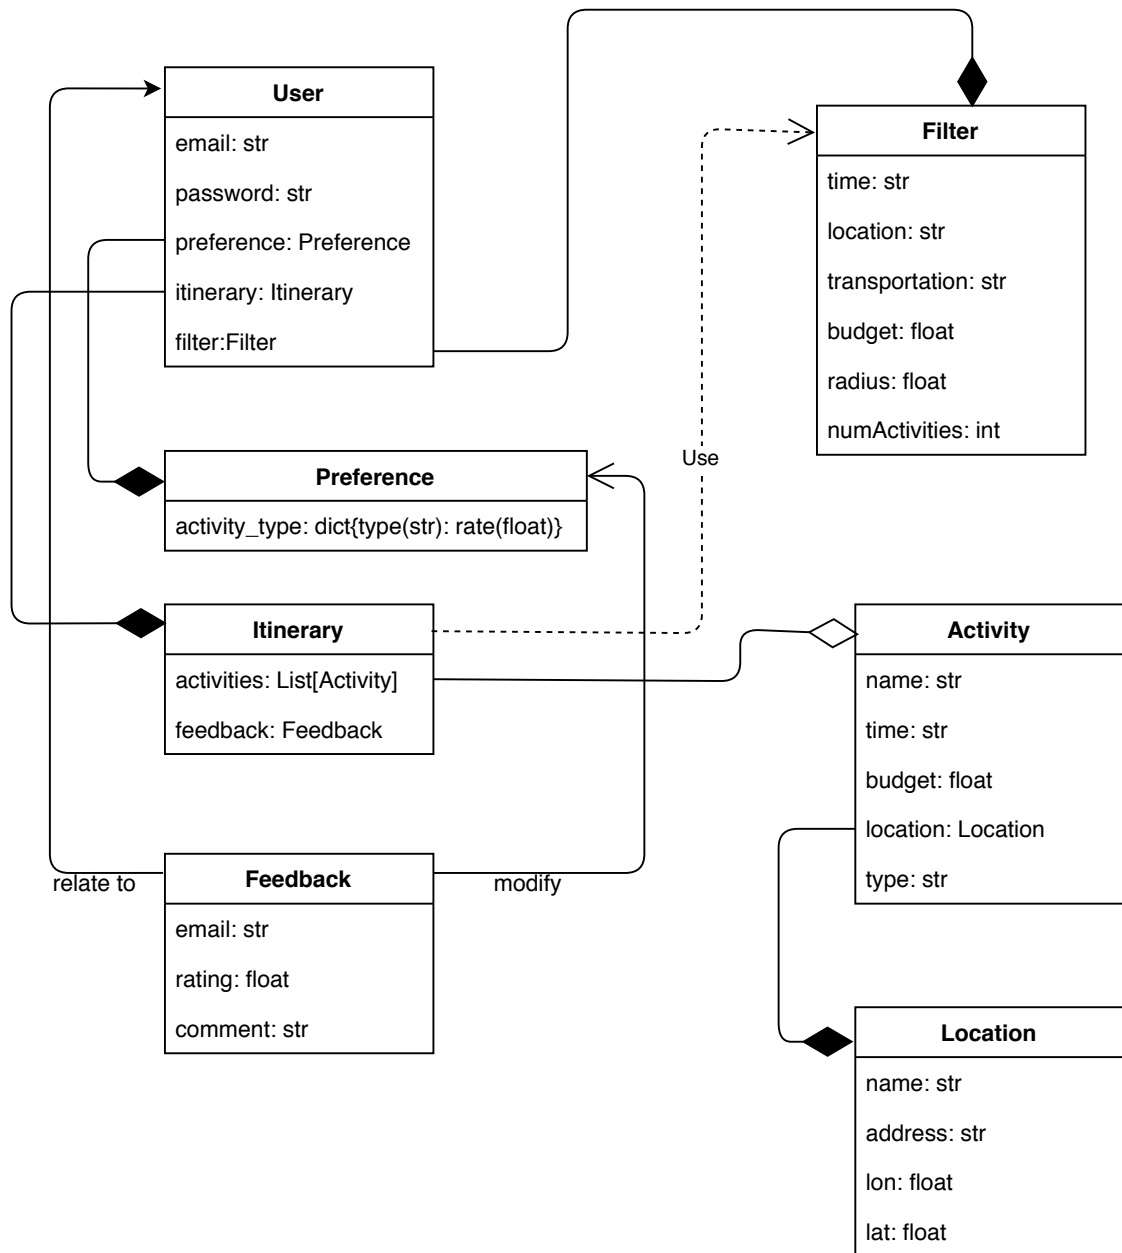 User
email: str
password: str
preference: Preference
itinerary: Itinerary
filter:Filter
Filter
time: str
location: str
transportation: str
budget: float
radius: float
numActivities: int
Use
Preference
activity_type: dict{type(str): rate(float)}
Itinerary
activities: List[Activity]
feedback: Feedback
Activity
name: str
time: str
budget: float
location: Location
type: str
relate to
modify
Feedback
email: str
rating: float
comment: str
Location
name: str
address: str
lon: float
lat: float